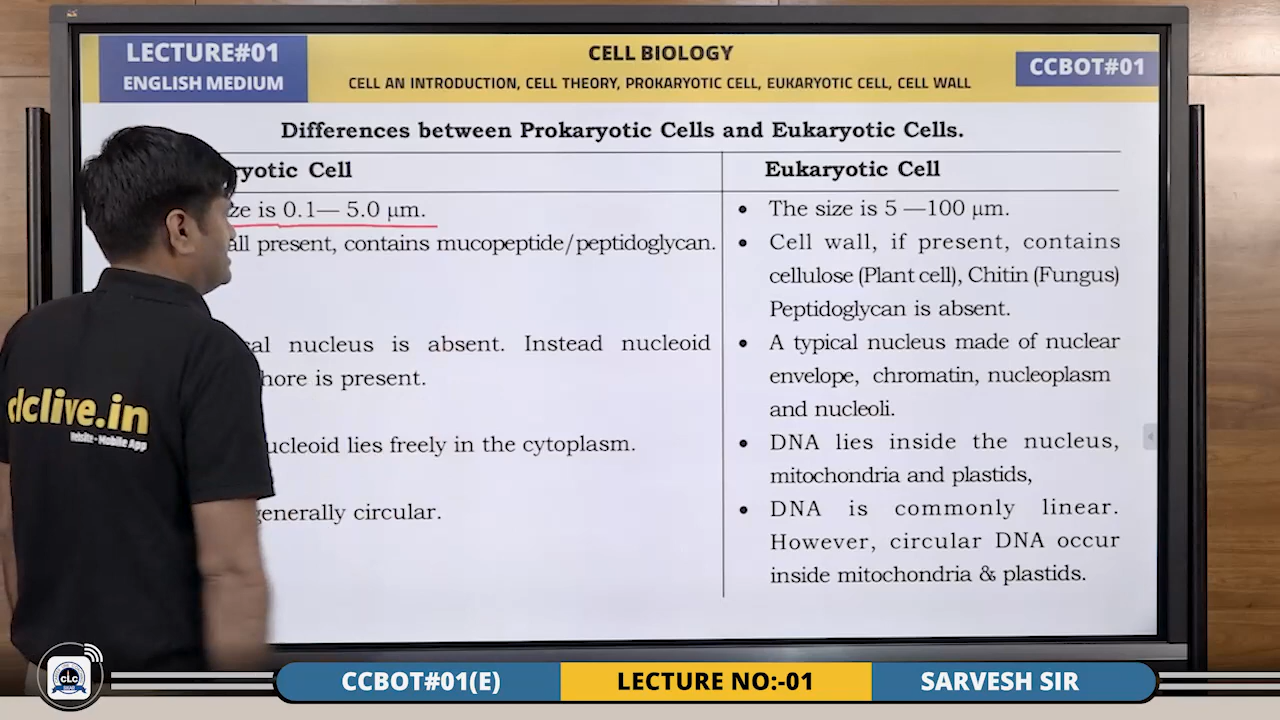 LECTURE#01
ENGLISH MEDIUM
CELL BIOLOGY
CELL AN INTRODUCTION, CELL THEORY, PROKARYOTIC CELL, EUKARYOTIC CELL, CELL WALL
CCBOT#01
Differences between Prokaryotic Cells and Eukaryotic Cells.
ryotic Cell
ze is 0.1— 5.0 μm.
all present, contains mucopeptide/peptidoglycan.
al nucleus is absent. Instead nucleoid
hore is present.
ucleoid lies freely in the cytoplasm.
generally circular.
Eukaryotic Cell
• The size is 5 —100 μm.
• Cell wall, if present, contains
cellulose (Plant cell), Chitin (Fungus)
Peptidoglycan is absent.
• A typical nucleus made of nuclear
envelope, chromatin, nucleoplasm
and nucleoli.
• DNA lies inside the nucleus,
mitochondria and plastids,
• DNA is commonly linear.
However, circular DNA occur
inside mitochondria & plastids.
clclive.in
Website - Mobile App
CLC
SIKAR
CCBOT#01(E)
LECTURE NO:-01
SARVESH SIR